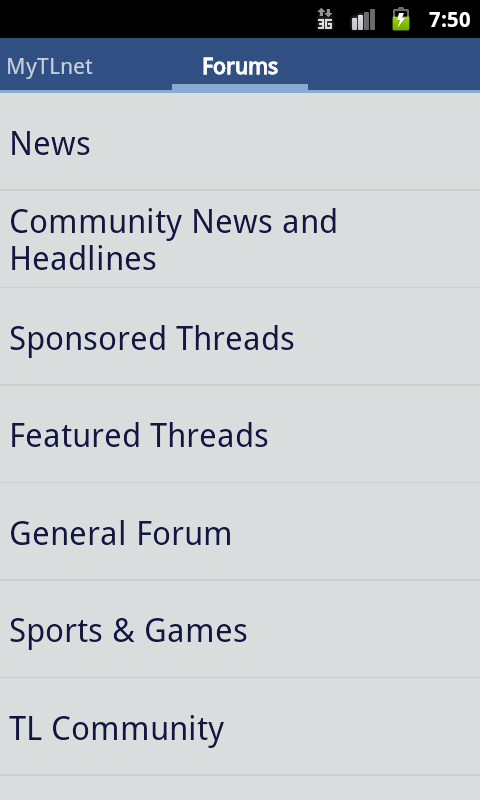 3G 7:50
MyTLnet Forums
News
Community News and
Headlines
Sponsored Threads
Featured Threads
General Forum
Sports & Games
TL Community